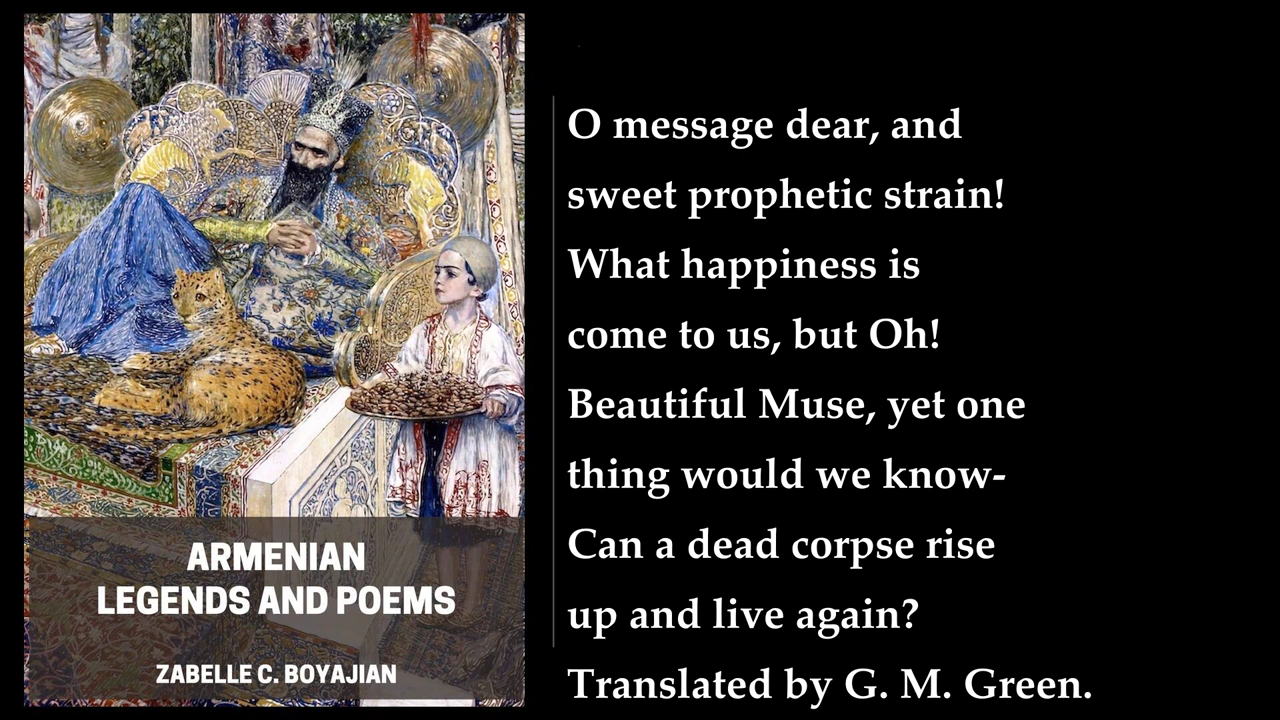 ARMENIAN
LEGENDS AND POEMS
ZABELLE C. BOYAJIAN
O message dear, and
sweet prophetic strain!
What happiness is
come to us, but Oh!
Beautiful Muse, yet one
thing would we know-
Can a dead corpse rise
up and live again?
Translated by G. M. Green.